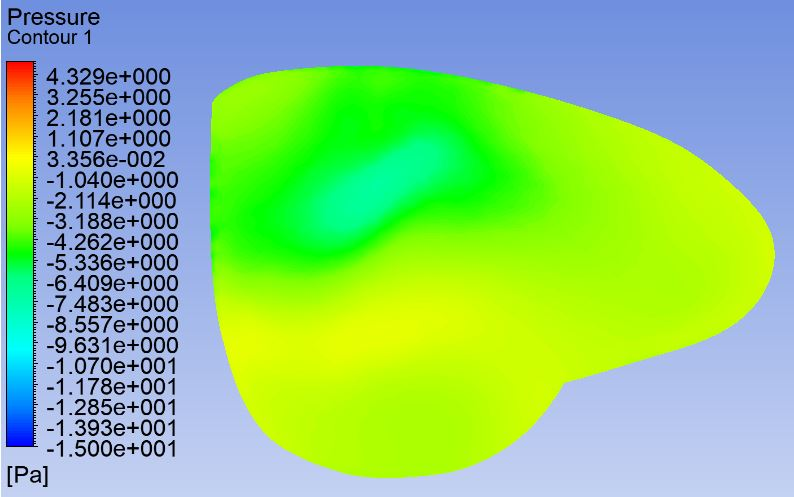 Pressure
Contour 1
4.329e+000
3.255e+000
2.181e+000
1.107e+000
3.356e-002
-1.040e+000
-2.114e+000
-3.188e+000
-4.262e+000
-5.336e+000
-6.409e+000
-7.483e+000
-8.557e+000
-9.631e+000
-1.070e+001
-1.178e+001
-1.285e+001
-1.393e+001
-1.500e+001
[Pa]